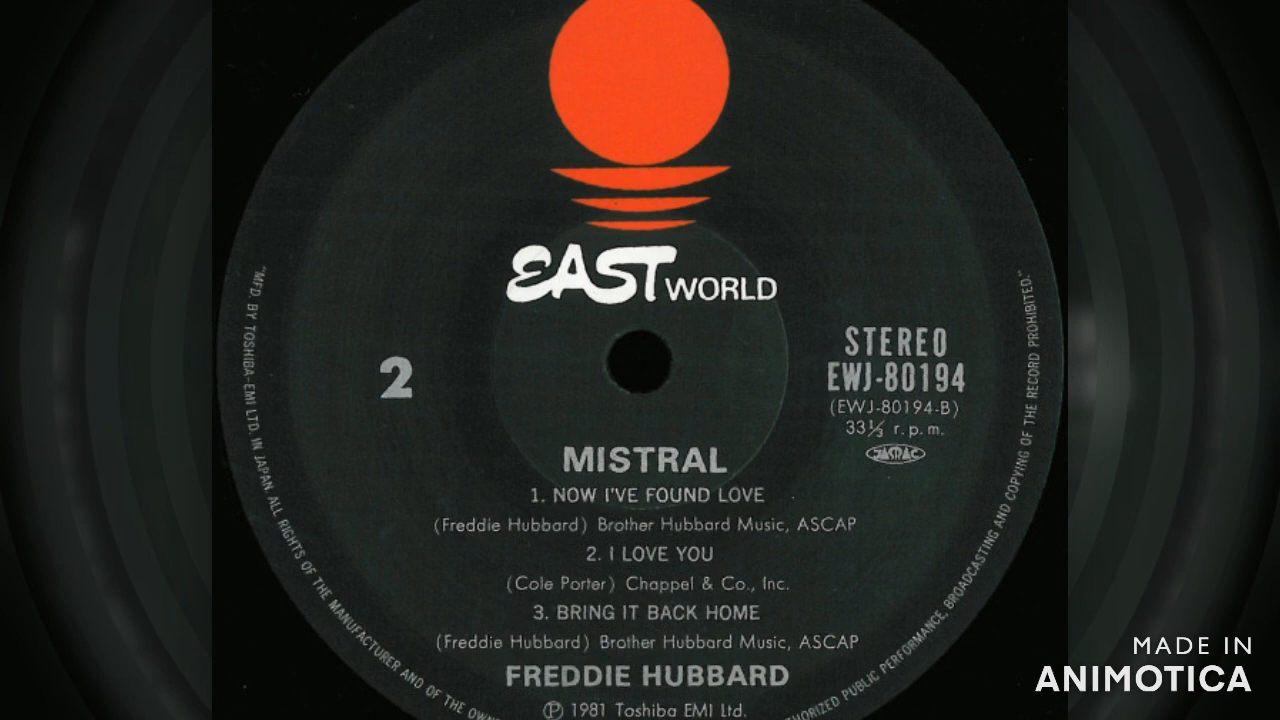 EAST WORLD
STEREO
2
EWJ-80194
(EWJ-80194-B)
33⅓ r.p.m.
JASRAC
MISTRAL
1. NOW I'VE FOUND LOVE
(Freddie Hubbard) Brother Hubbard Music, ASCAP
2. I LOVE YOU
(Cole Porter) Chappel & Co., Inc.
3. BRING IT BACK HOME
(Freddie Hubbard) Brother Hubbard Music, ASCAP
FREDDIE HUBBARD
Ⓟ 1981 Toshiba EMI Ltd.
"MFD. BY TOSHIBA-EMI LTD. IN JAPAN. ALL RIGHTS OF THE MANUFACTURER AND OF THE
PUBLIC PERFORMANCE, BROADCASTING AND COPYING OF THE RECORD PROHIBITED."
MADE IN
ANIMOTICA